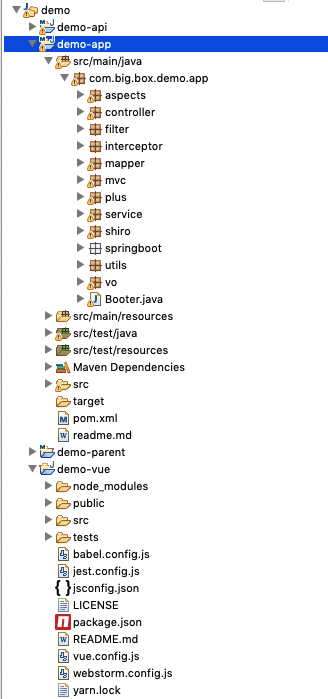 demo
demo-api
demo-app
src/main/java
com.big.box.demo.app
aspects
controller
filter
interceptor
mapper
mvc
plus
service
shiro
springboot
utils
vo
Booter.java
src/main/resources
src/test/java
src/test/resources
Maven Dependencies
src
target
pom.xml
readme.md
demo-parent
demo-vue
node_modules
public
src
tests
babel.config.js
jest.config.js
jsconfig.json
LICENSE
package.json
README.md
vue.config.js
webstorm.config.js
yarn.lock